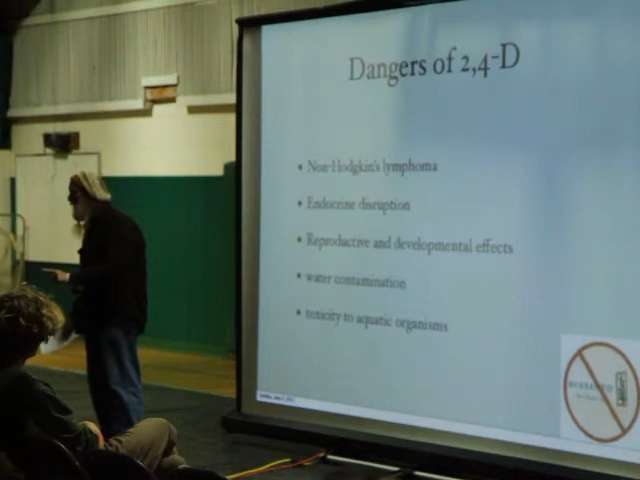 Dangers of 2,4-D
• Non-Hodgkin's lymphoma
• Endocrine disruption
• Reproductive and developmental effects
• water contamination
• toxicity to aquatic organisms
MONSANTO